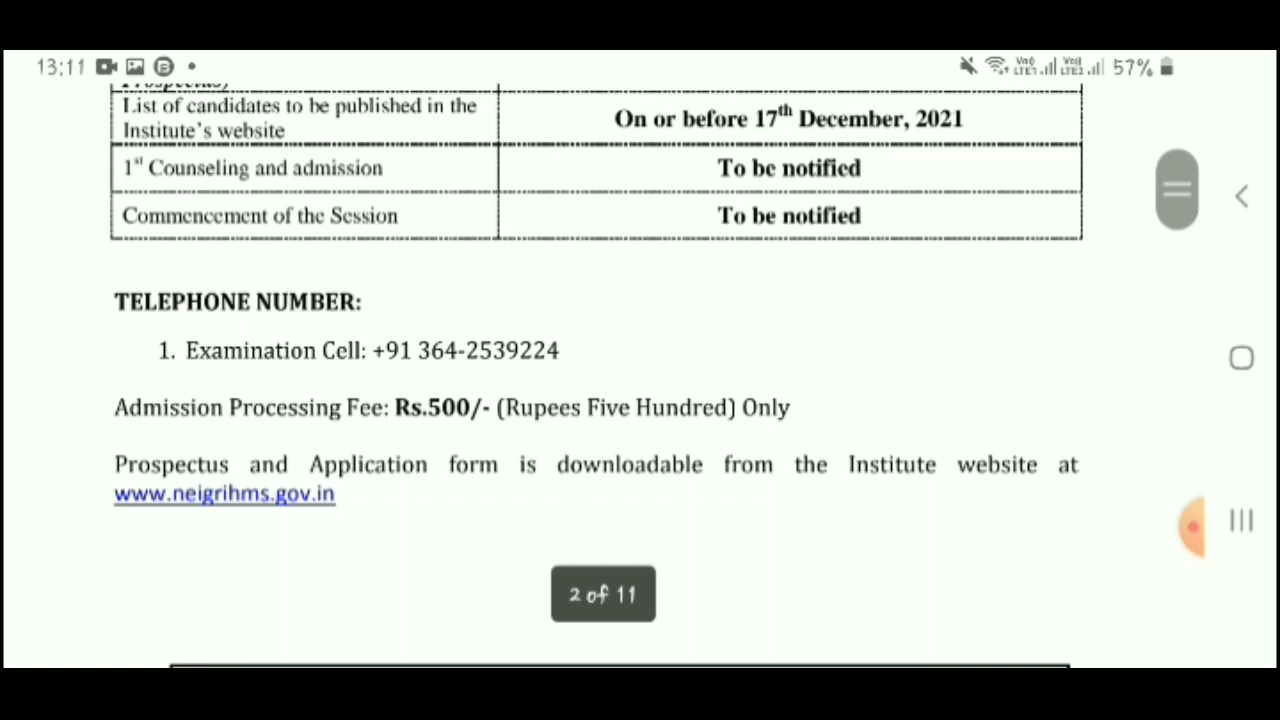 13:11
57%
Prospectus)
List of candidates to be published in the
Institute's website
On or before 17th December, 2021
1st Counseling and admission
To be notified
Commencement of the Session
To be notified
TELEPHONE NUMBER:
1. Examination Cell: +91 364-2539224
Admission Processing Fee: Rs.500/- (Rupees Five Hundred) Only
Prospectus and Application form is downloadable from the Institute website at
www.neigrihms.gov.in
2 of 11